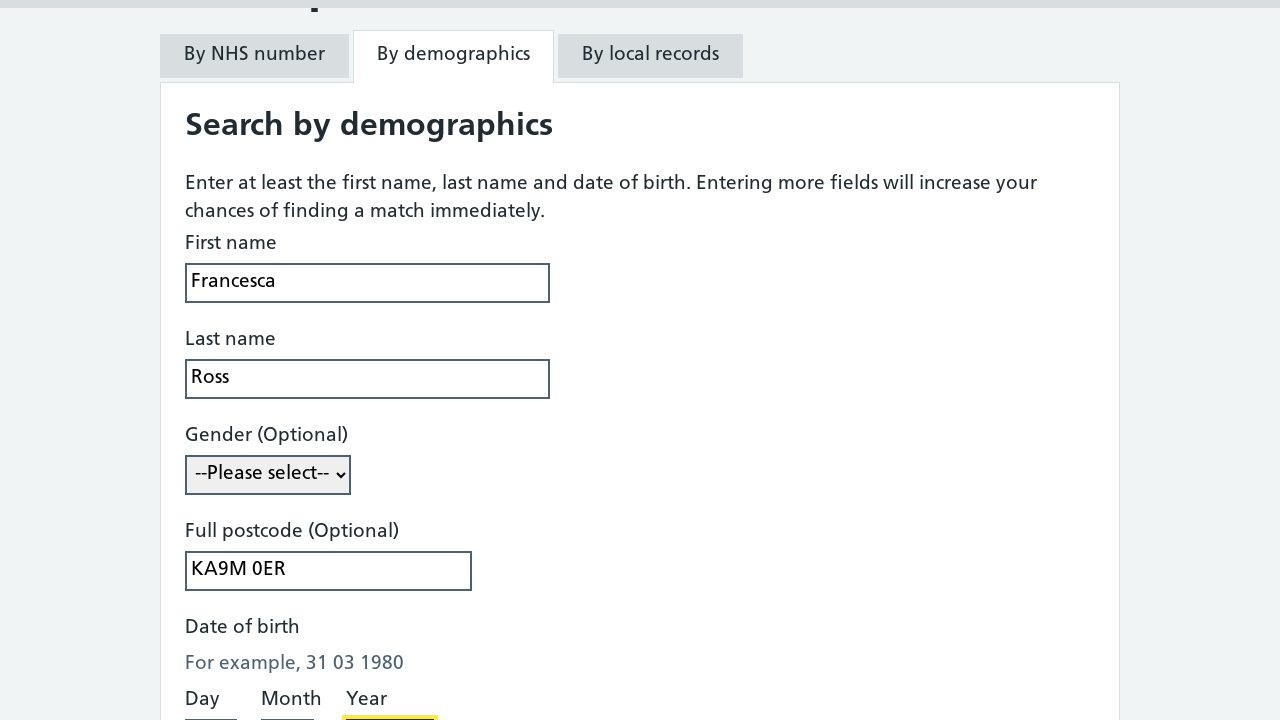 By NHS number
By demographics
By local records
Search by demographics
Enter at least the first name, last name and date of birth. Entering more fields will increase your
chances of finding a match immediately.
First name
Francesca
Last name
Ross
Gender (Optional)
--Please select--
Full postcode (Optional)
KA9M 0ER
Date of birth
For example, 31 03 1980
Day Month Year